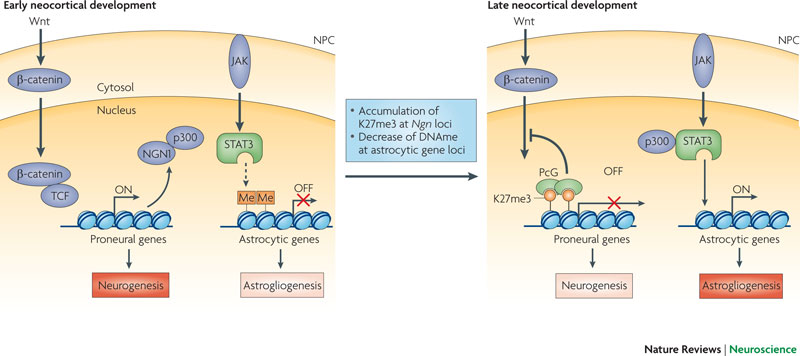 Early neocortical development
Wnt
NPC
JAK
β-catenin
Cytosol
Nucleus
p300
NGN1
STAT3
β-catenin
TCF
ON
Me Me
OFF
Proneural genes
Astrocytic genes
Neurogenesis
Astrogliogenesis
• Accumulation of
K27me3 at Ngn loci
• Decrease of DNAme
at astrocytic gene loci
Late neocortical development
Wnt
NPC
JAK
β-catenin
p300
STAT3
PcG
OFF
K27me3
ON
Proneural genes
Astrocytic genes
Neurogenesis
Astrogliogenesis
Nature Reviews | Neuroscience